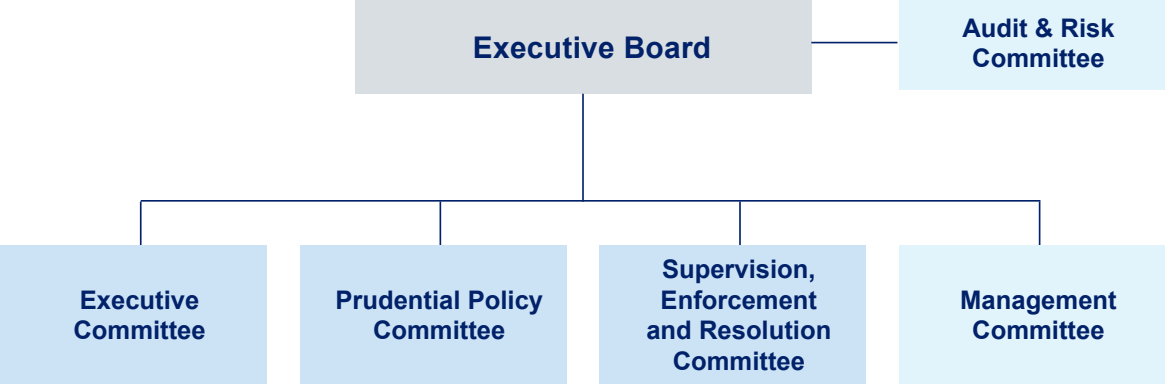 Executive Board
Audit & Risk
Committee
Executive
Committee
Prudential Policy
Committee
Supervision,
Enforcement
and Resolution
Committee
Management
Committee